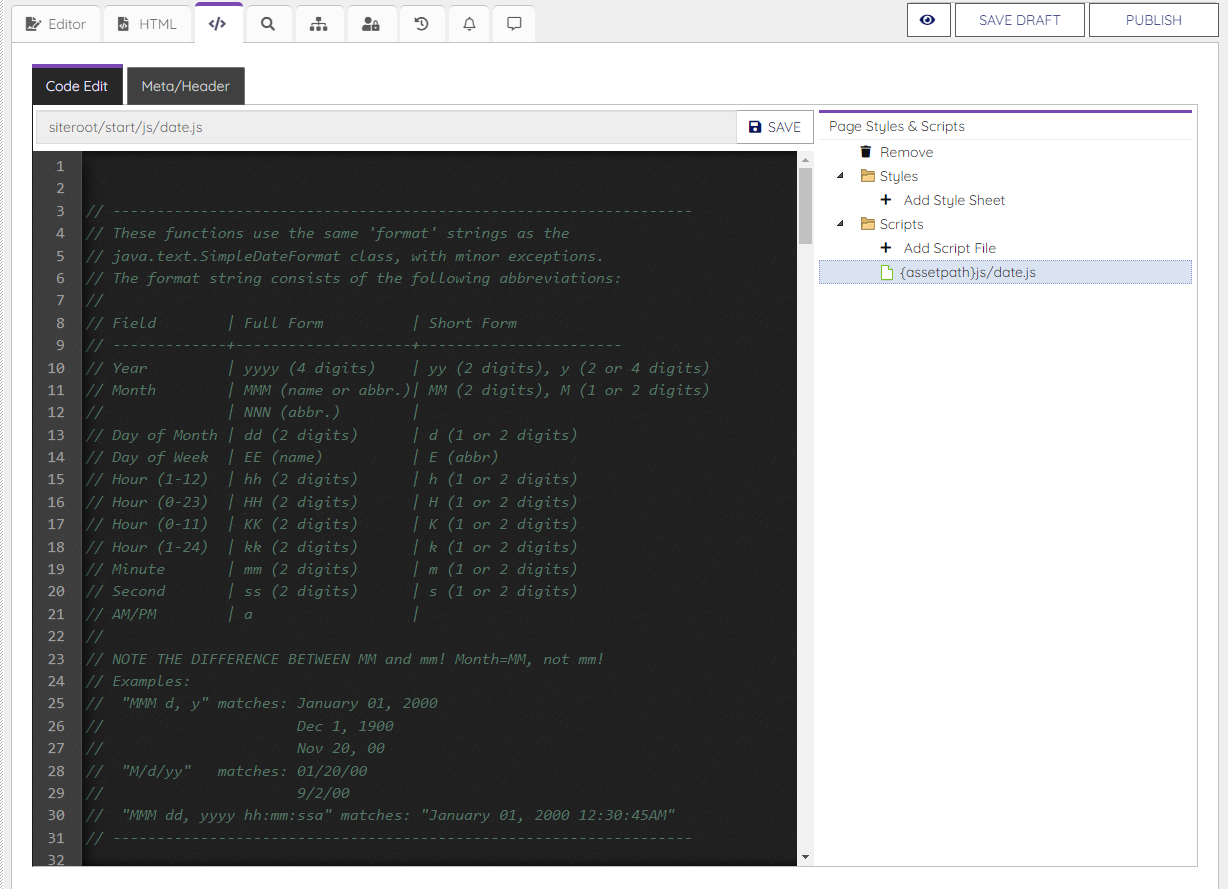 Editor HTML SAVE DRAFT PUBLISH
Code Edit Meta/Header
siteroot/start/js/date.js SAVE
Page Styles & Scripts
Remove
Styles
Add Style Sheet
Scripts
Add Script File
{assetpath}js/date.js
1
2
3 // ------------------------------------------------------------------
4 // These functions use the same 'format' strings as the
5 // java.text.SimpleDateFormat class, with minor exceptions.
6 // The format string consists of the following abbreviations:
7 //
8 // Field        | Full Form          | Short Form
9 // -------------+--------------------+-----------------------
10 // Year         | yyyy (4 digits)    | yy (2 digits), y (2 or 4 digits)
11 // Month        | MMM (name or abbr.)| MM (2 digits), M (1 or 2 digits)
12 //              | NNN (abbr.)        |
13 // Day of Month | dd (2 digits)      | d (1 or 2 digits)
14 // Day of Week  | EE (name)          | E (abbr)
15 // Hour (1-12)  | hh (2 digits)      | h (1 or 2 digits)
16 // Hour (0-23)  | HH (2 digits)      | H (1 or 2 digits)
17 // Hour (0-11)  | KK (2 digits)      | K (1 or 2 digits)
18 // Hour (1-24)  | kk (2 digits)      | k (1 or 2 digits)
19 // Minute       | mm (2 digits)      | m (1 or 2 digits)
20 // Second       | ss (2 digits)      | s (1 or 2 digits)
21 // AM/PM        | a                  |
22 //
23 // NOTE THE DIFFERENCE BETWEEN MM and mm! Month=MM, not mm!
24 // Examples:
25 //  "MMM d, y" matches: January 01, 2000
26 //                      Dec 1, 1900
27 //                      Nov 20, 00
28 //  "M/d/yy"   matches: 01/20/00
29 //                      9/2/00
30 //  "MMM dd, yyyy hh:mm:ssa" matches: "January 01, 2000 12:30:45AM"
31 // ------------------------------------------------------------------
32